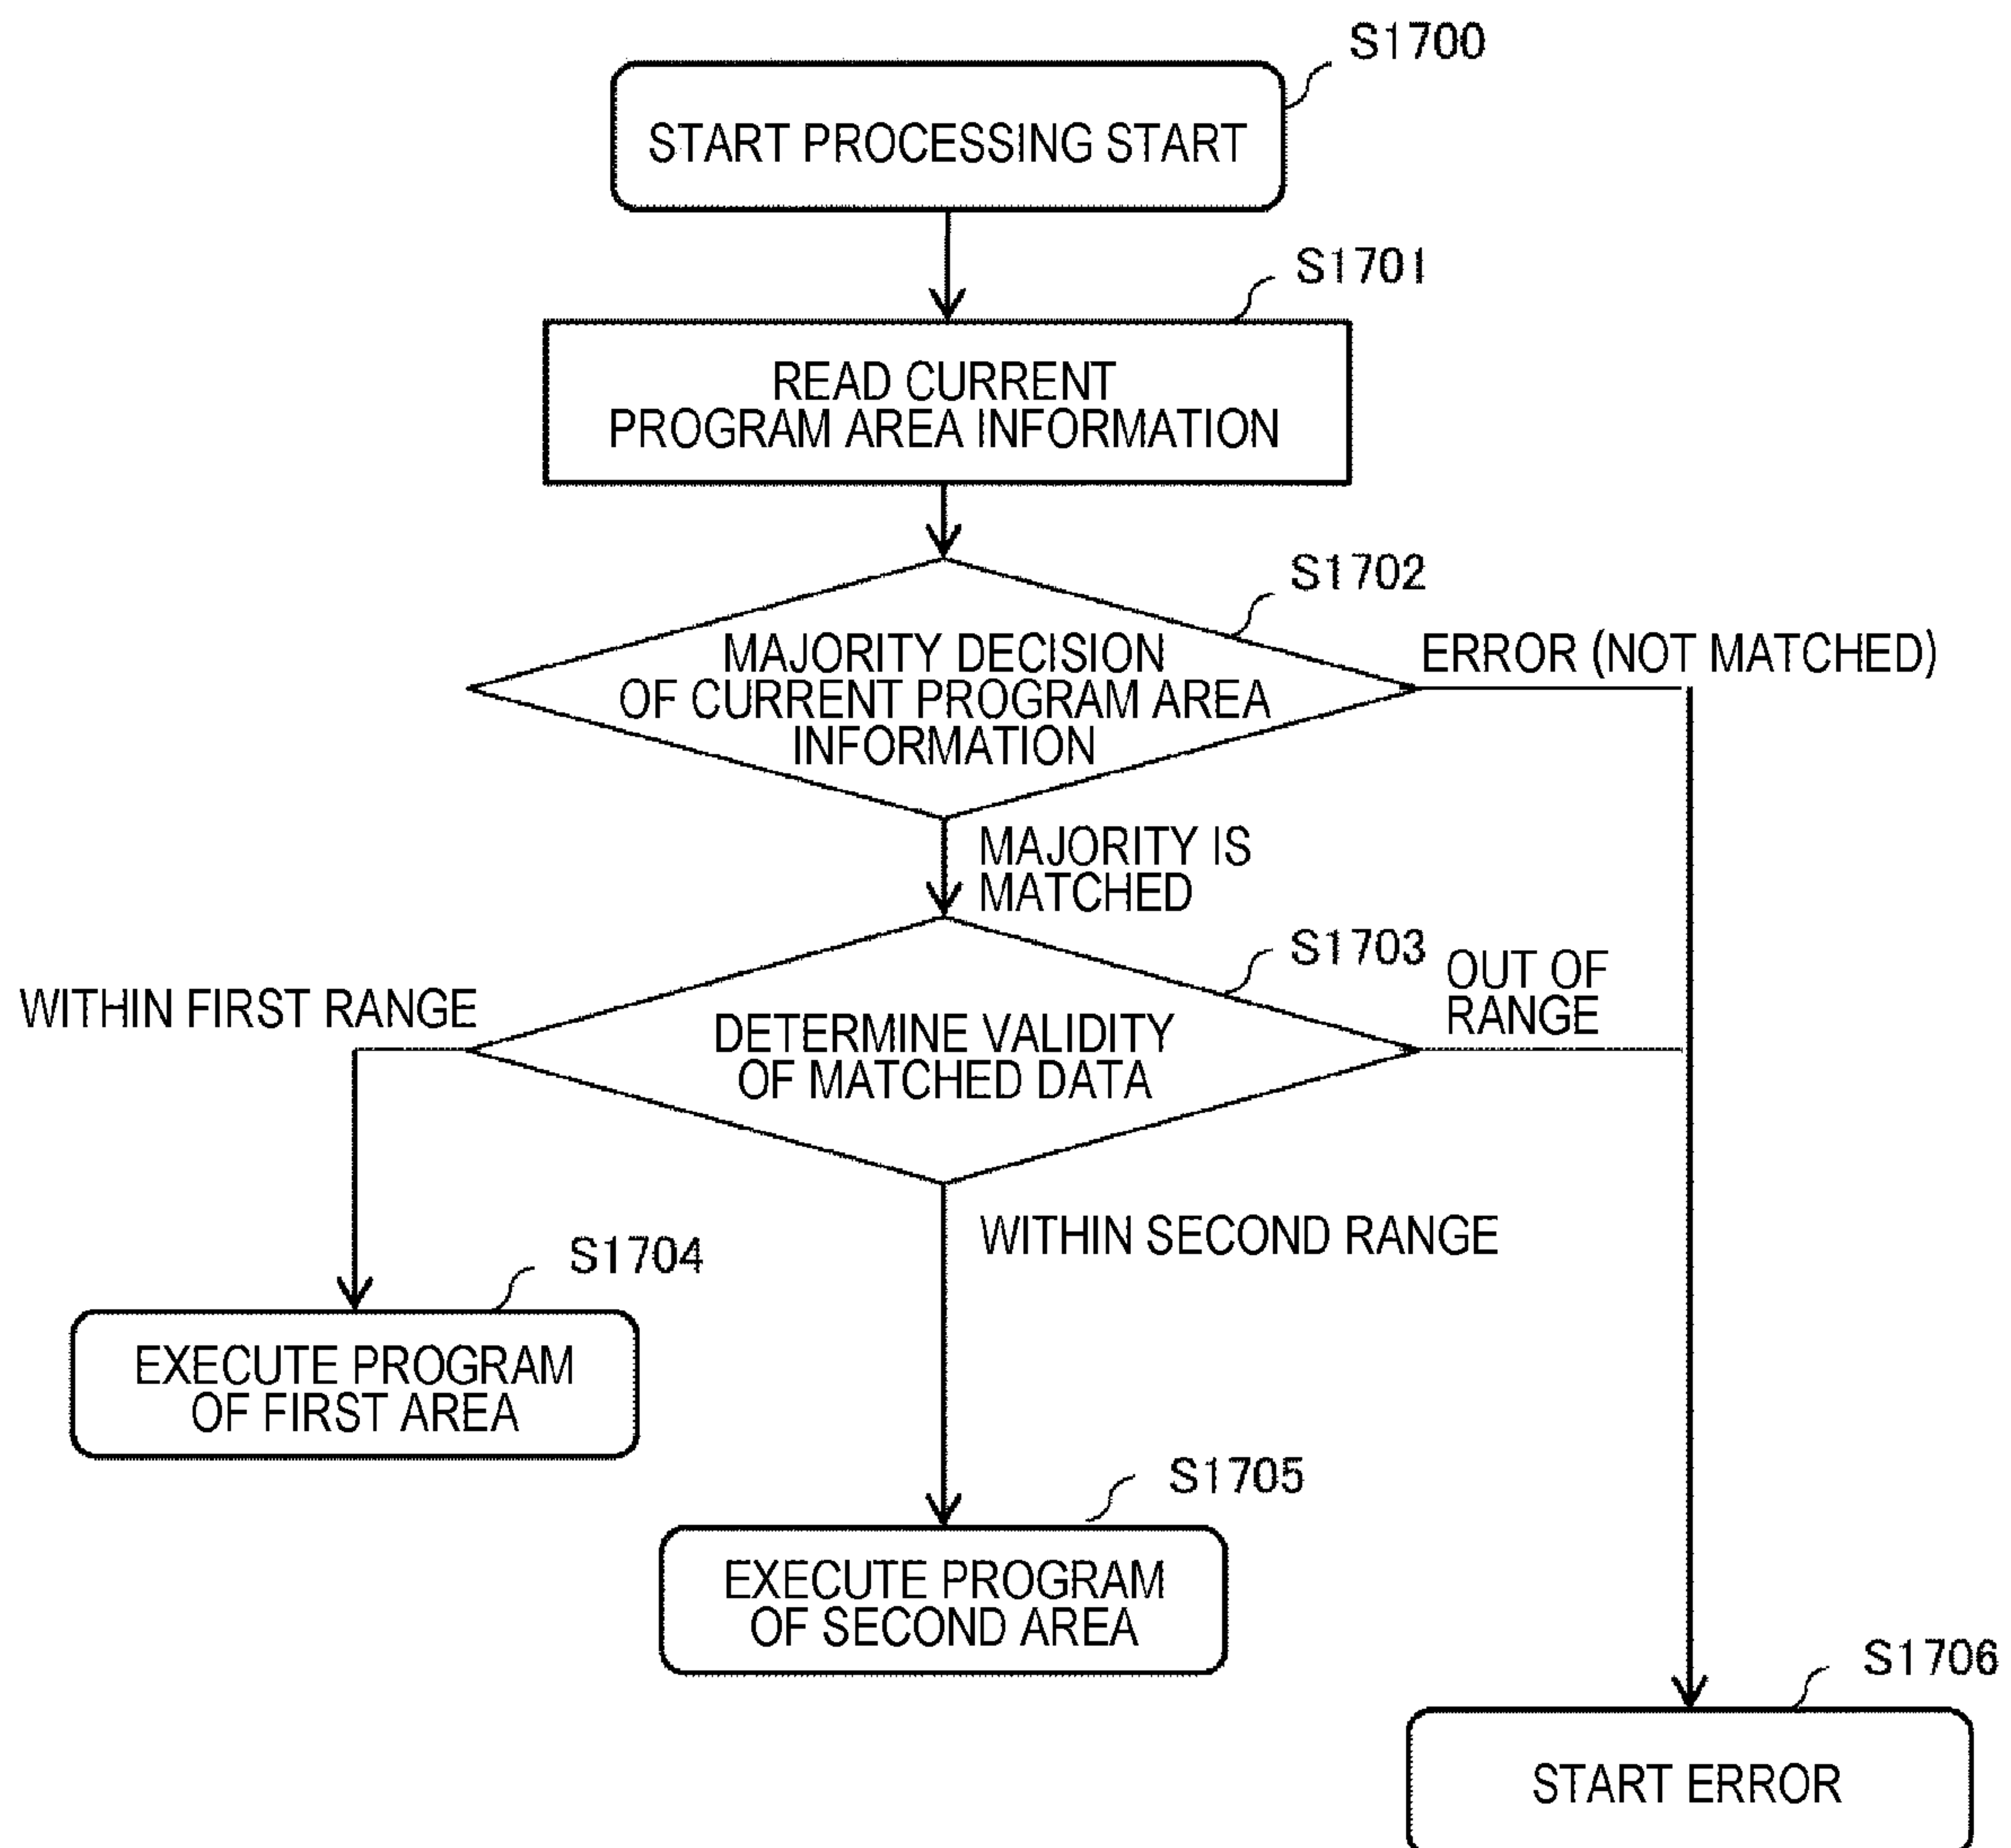 S1700
START PROCESSING START
S1701
READ CURRENT
PROGRAM AREA INFORMATION
S1702
MAJORITY DECISION
OF CURRENT PROGRAM AREA
INFORMATION
ERROR (NOT MATCHED)
MAJORITY IS
MATCHED
S1703
OUT OF
RANGE
WITHIN FIRST RANGE
DETERMINE VALIDITY
OF MATCHED DATA
WITHIN SECOND RANGE
S1704
EXECUTE PROGRAM
OF FIRST AREA
S1705
EXECUTE PROGRAM
OF SECOND AREA
S1706
START ERROR